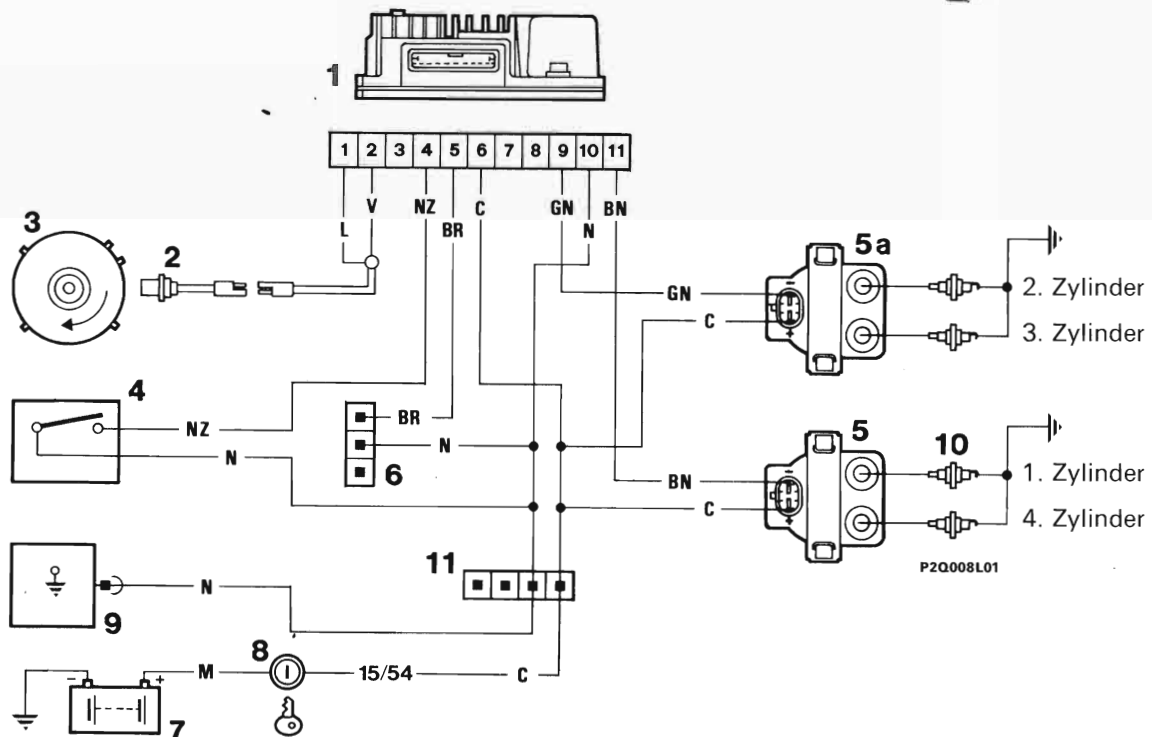 1
1 2 3 4 5 6 7 8 9 10 11
V NZ C GN BN
L BR N
3
2
5a
GN
C
2. Zylinder
3. Zylinder
4
NZ
N
BR
N
6
5
10
BN
C
1. Zylinder
4. Zylinder
P2Q008L01
11
9
N
8
M
15/54
C
- +
7
- +
- +